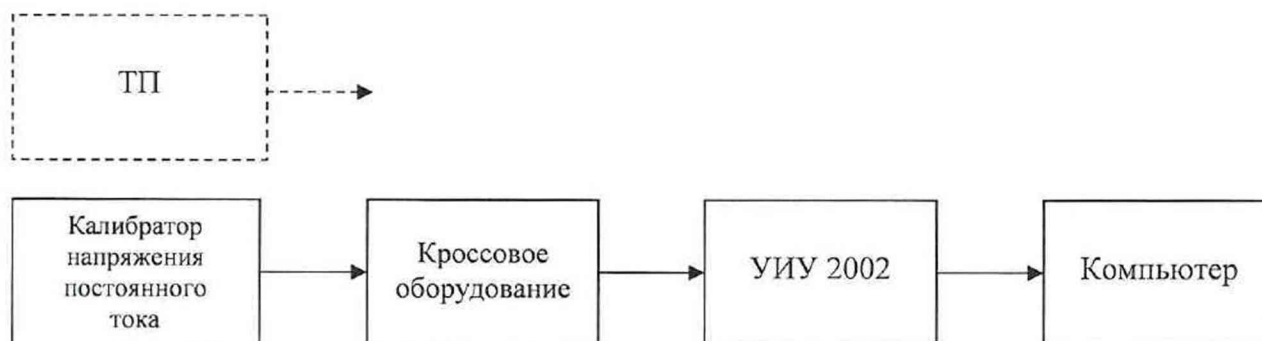 ТП
Калибратор
напряжения
постоянного
тока
Кроссовое
оборудование
УИУ 2002
Компьютер